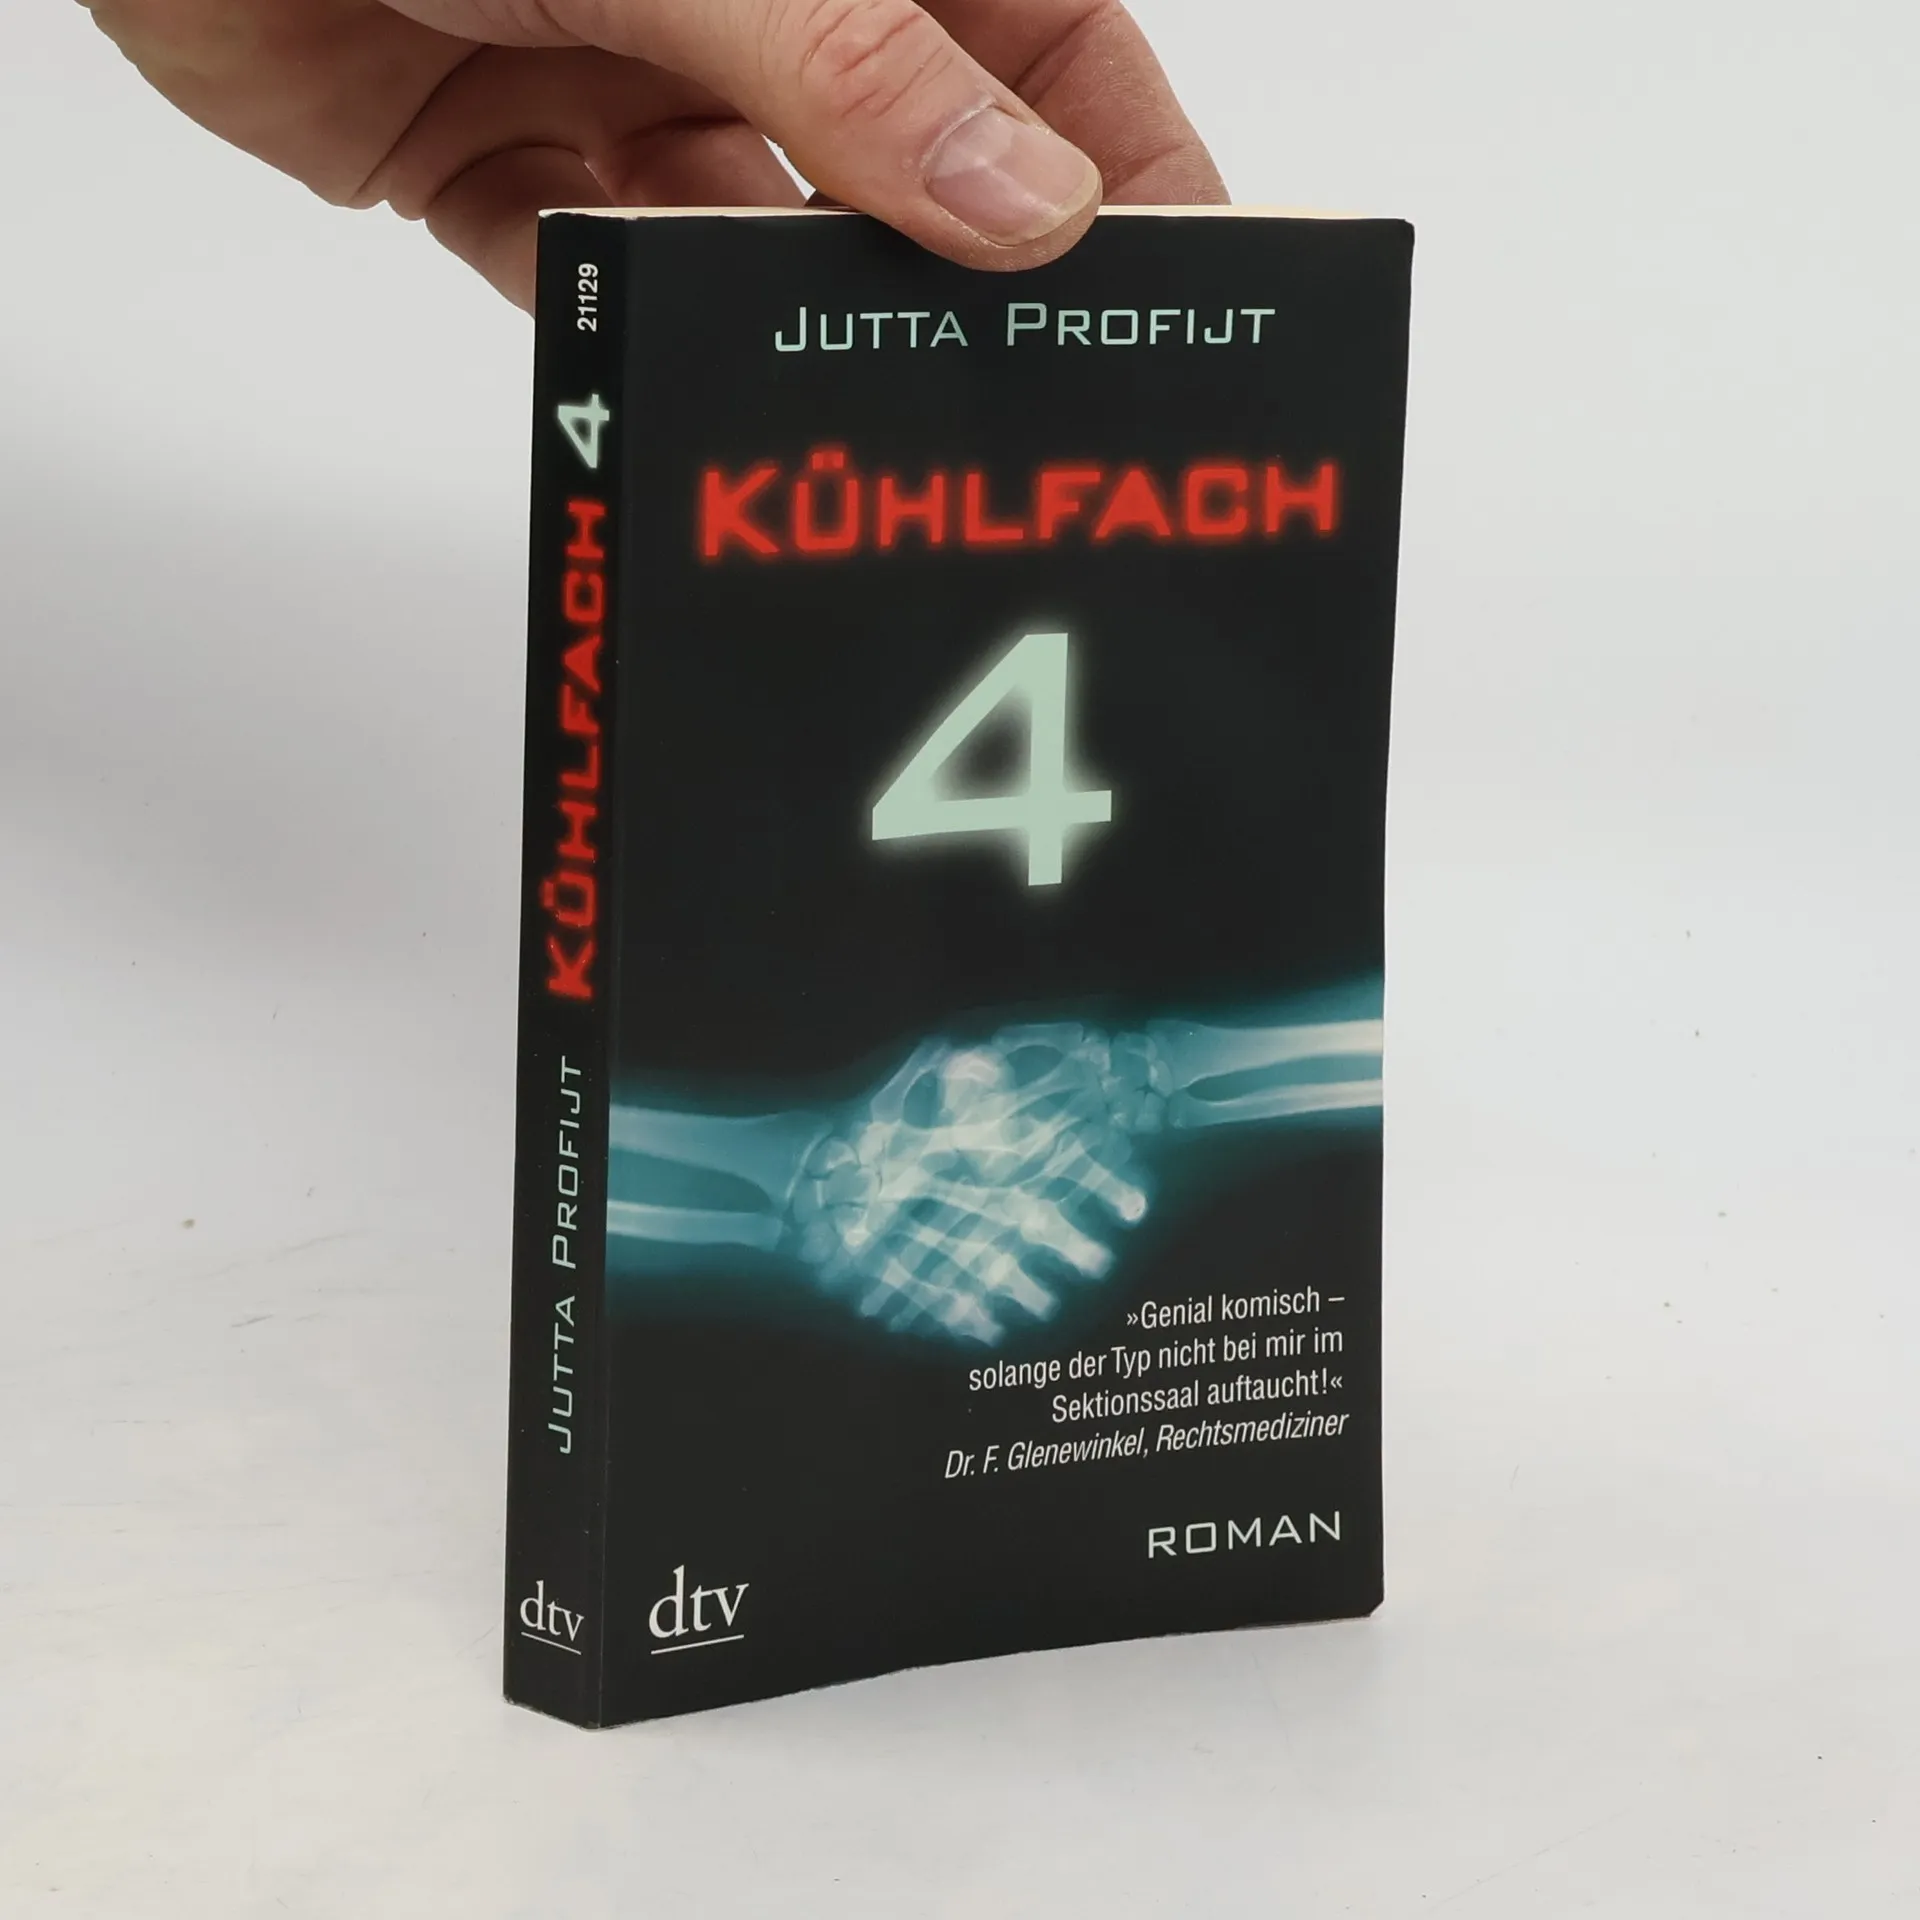 21129
KÜHLFACH 4
JUTTA PROFIJT
dtv
JUTTA PROFIJT
KÜHLFACH
4
»Genial komisch –
solange der Typ nicht bei mir im
Sektionssaal auftaucht!«
Dr. F. Glenewinkel, Rechtsmediziner
ROMAN
dtv